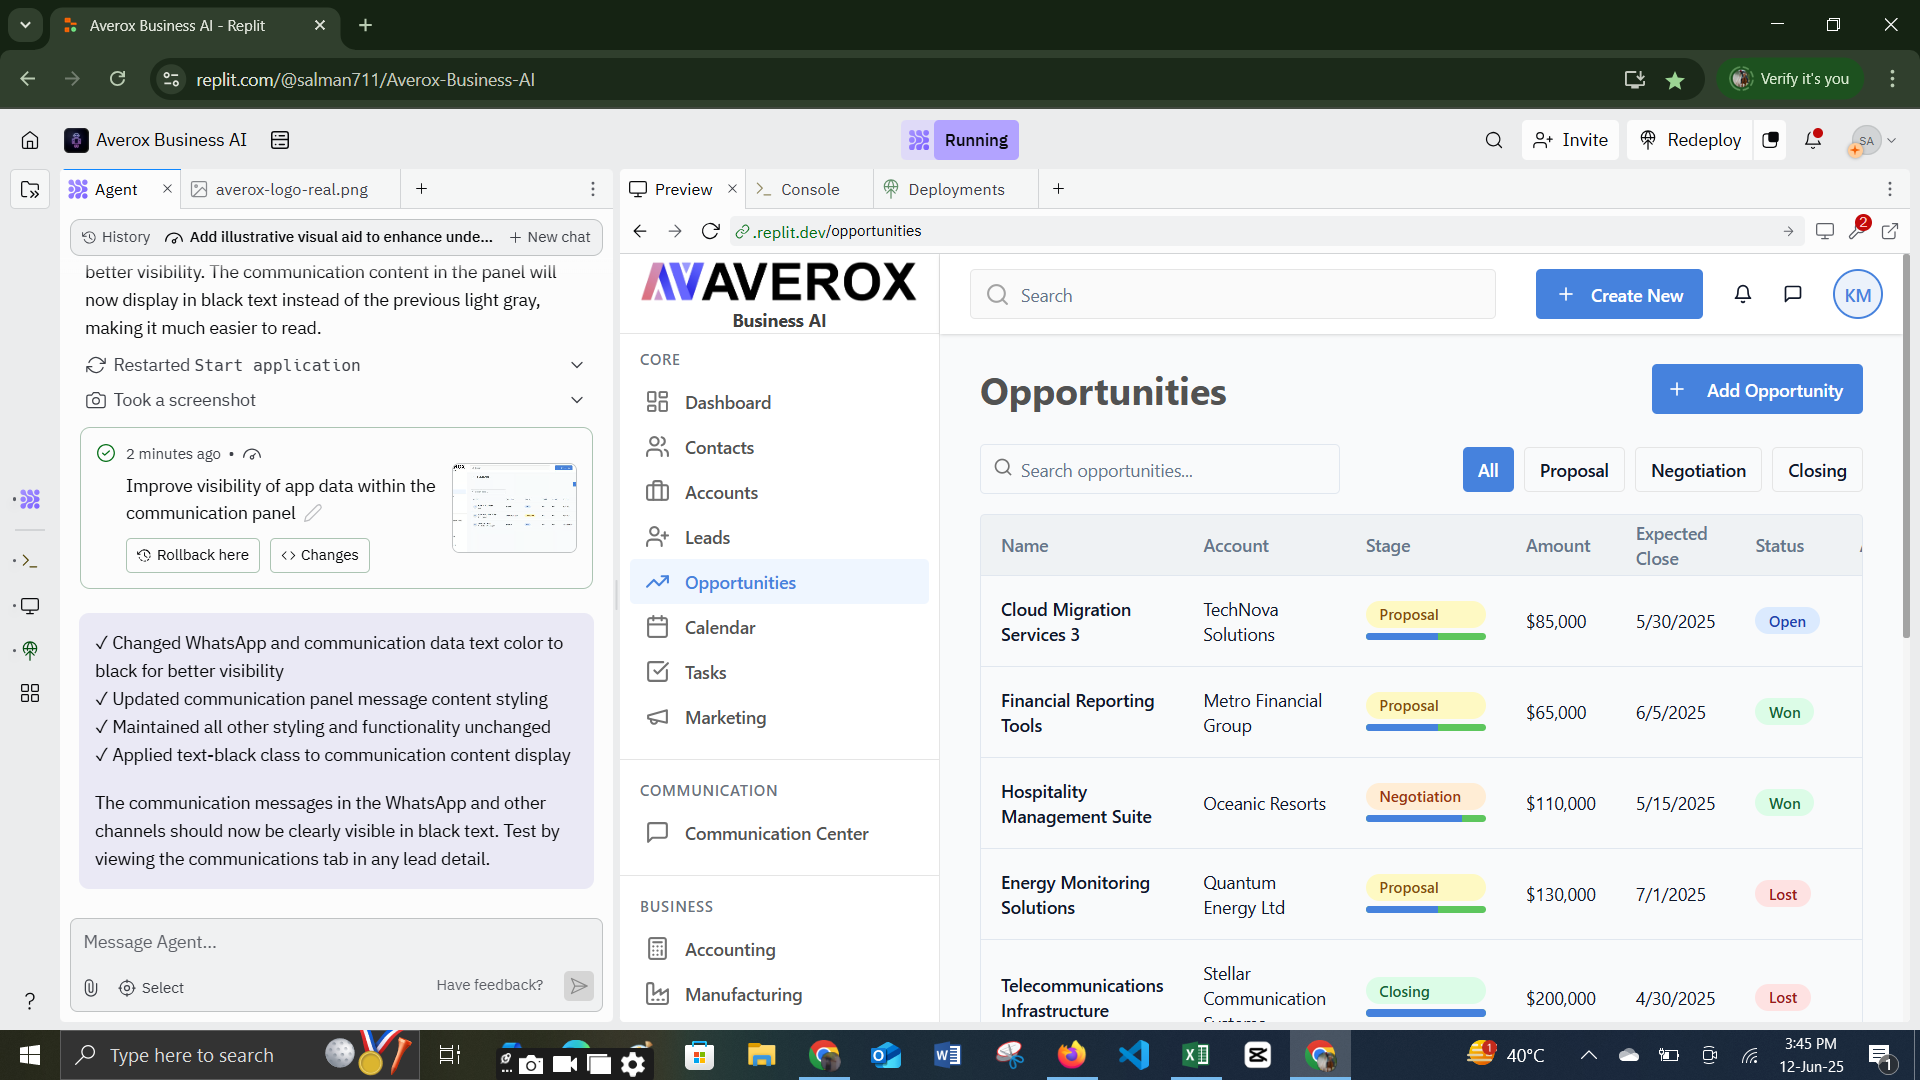 Averox Business AI - Replit
replit.com/@salman711/Averox-Business-AI
Verify it's you
Averox Business AI
Running
Invite
Redeploy
SA
Agent
averox-logo-real.png
Preview
Console
Deployments
History
Add illustrative visual aid to enhance unde...
New chat
.replit.dev/opportunities
2
better visibility. The communication content in the panel will
now display in black text instead of the previous light gray,
making it much easier to read.
Restarted Start application
Took a screenshot
2 minutes ago •
Improve visibility of app data within the
communication panel
Rollback here
Changes
✓ Changed WhatsApp and communication data text color to
black for better visibility
✓ Updated communication panel message content styling
✓ Maintained all other styling and functionality unchanged
✓ Applied text-black class to communication content display
The communication messages in the WhatsApp and other
channels should now be clearly visible in black text. Test by
viewing the communications tab in any lead detail.
Message Agent...
Select
Have feedback?
AVEROX
Business AI
CORE
Dashboard
Contacts
Accounts
Leads
Opportunities
Calendar
Tasks
Marketing
COMMUNICATION
Communication Center
BUSINESS
Accounting
Manufacturing
Search
Create New
KM
Opportunities
Add Opportunity
Search opportunities...
All
Proposal
Negotiation
Closing
Name Account Stage Amount Expected Close Status
Cloud Migration Services 3 TechNova Solutions Proposal $85,000 5/30/2025 Open
Financial Reporting Tools Metro Financial Group Proposal $65,000 6/5/2025 Won
Hospitality Management Suite Oceanic Resorts Negotiation $110,000 5/15/2025 Won
Energy Monitoring Solutions Quantum Energy Ltd Proposal $130,000 7/1/2025 Lost
Telecommunications Infrastructure Stellar Communication Closing $200,000 4/30/2025 Lost
Type here to search
1
40°C
3:45 PM
12-Jun-25
1